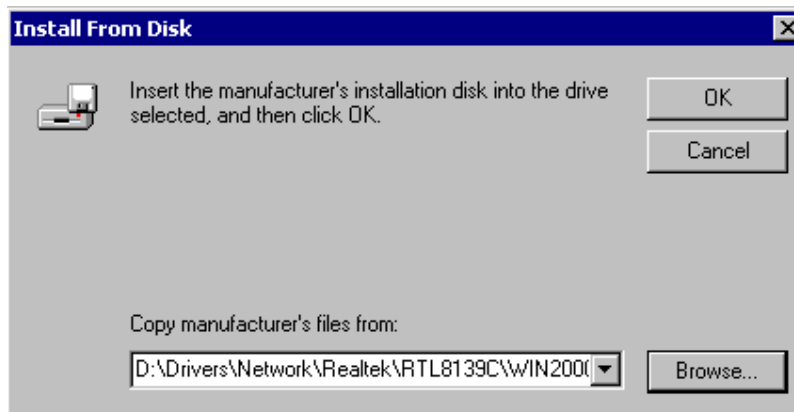 Install From Disk
Insert the manufacturer's installation disk into the drive
selected, and then click OK.
OK
Cancel
Copy manufacturer's files from:
D:\Drivers\Network\Realtek\RTL8139C\WIN200
Browse...